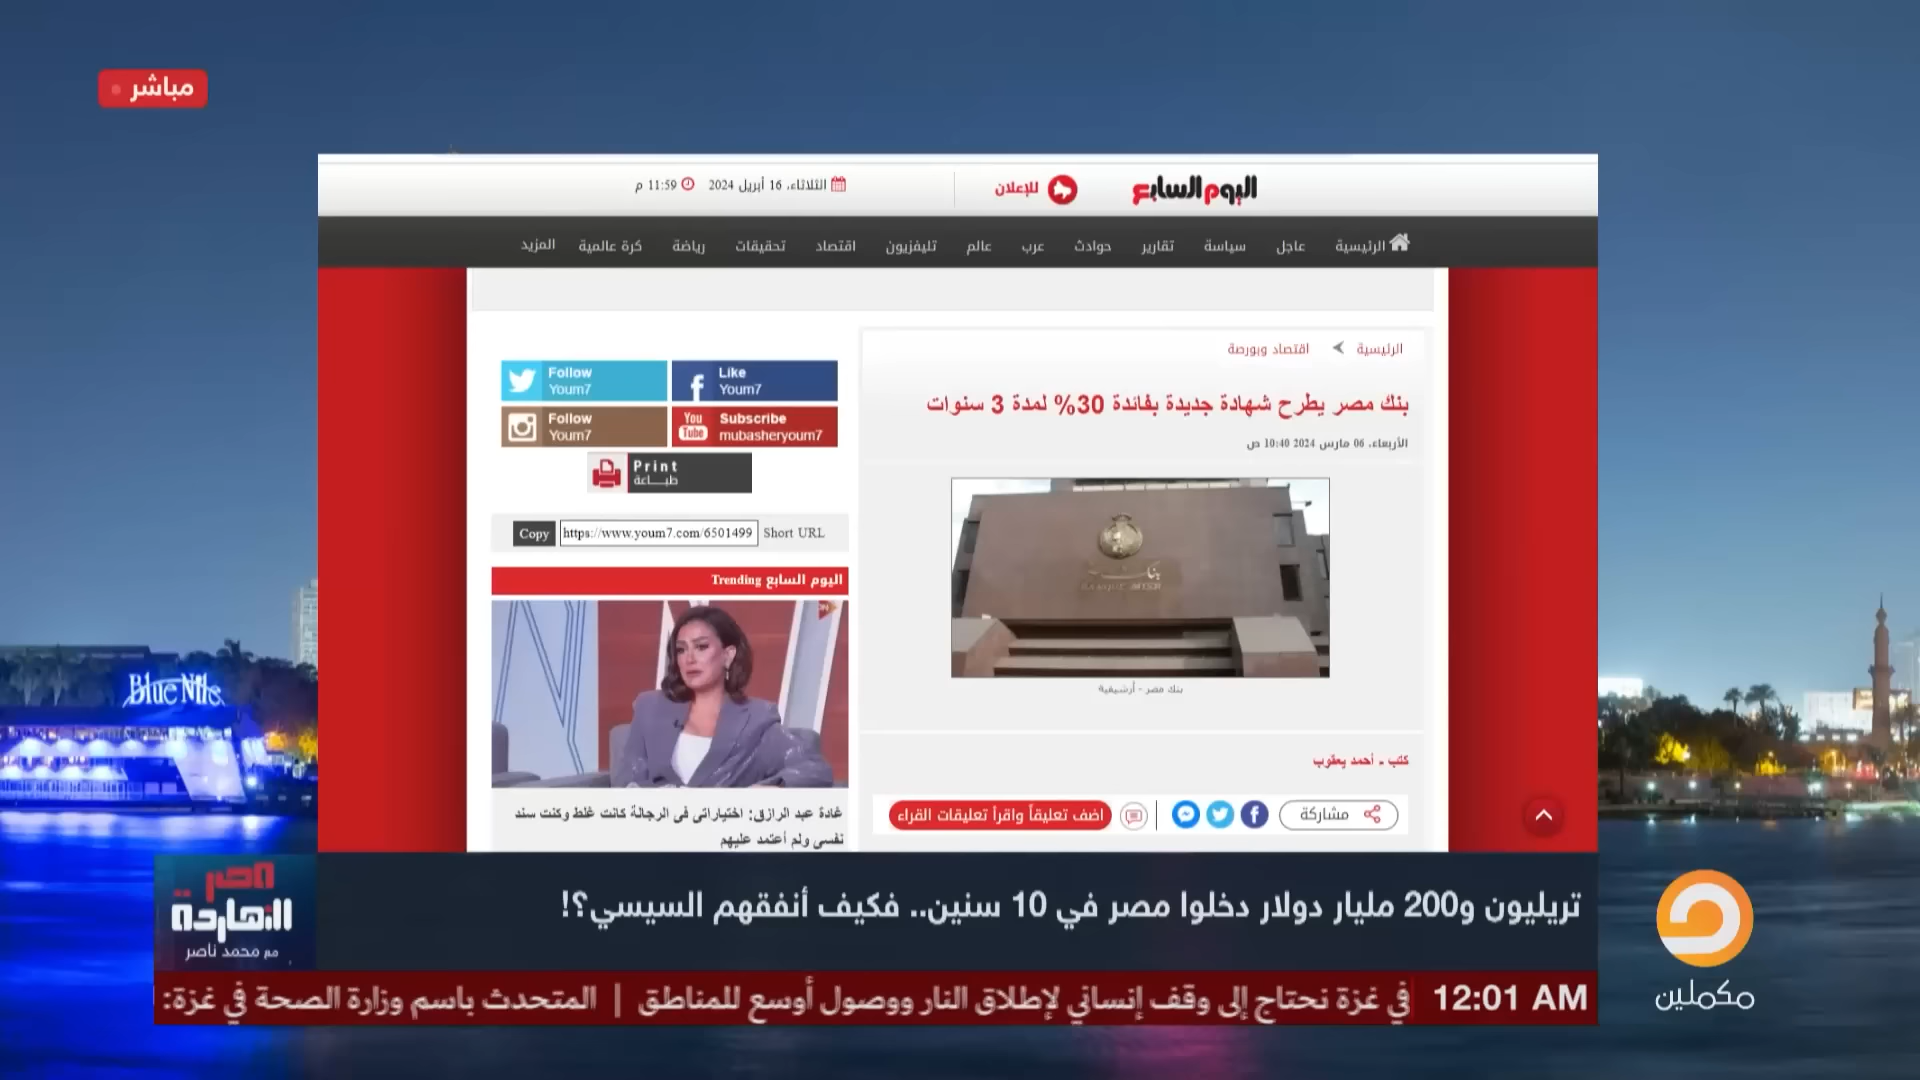 مباشر
اليوم السابع
للإعلان
الثلاثاء، 16 أبريل 2024
11:59 م
الرئيسية عاجل سياسة تقارير حوادث عرب عالم تليفزيون اقتصاد تحقيقات رياضة كرة عالمية المزيد
الرئيسية اقتصاد وبورصة
بنك مصر يطرح شهادة جديدة بفائدة 30% لمدة 3 سنوات
الأربعاء، 06 مارس 2024 10:40 ص
بنك مصر - أرشيفية
كتب - أحمد يعقوب
مشاركة
اضف تعليقاً واقرأ تعليقات القراء
Follow
Youm7
Like
Youm7
Follow
Youm7
You
Tube
Subscribe
mubasheryoum7
Print
طباعة
Copy https://www.youm7.com/6501499 Short URL
اليوم السابع Trending
ON
غادة عبد الرازق: اختياراتى فى الرجالة كانت غلط وكنت سند
نفسى ولم أعتمد عليهم
Blue Nile
مصر
النهاردة
مع محمد ناصر
تريليون و200 مليار دولار دخلوا مصر في 10 سنين.. فكيف أنفقهم السيسي؟!
12:01 AM
في غزة نحتاج إلى وقف إنساني لإطلاق النار ووصول أوسع للمناطق | المتحدث باسم وزارة الصحة في غزة:
مكملين